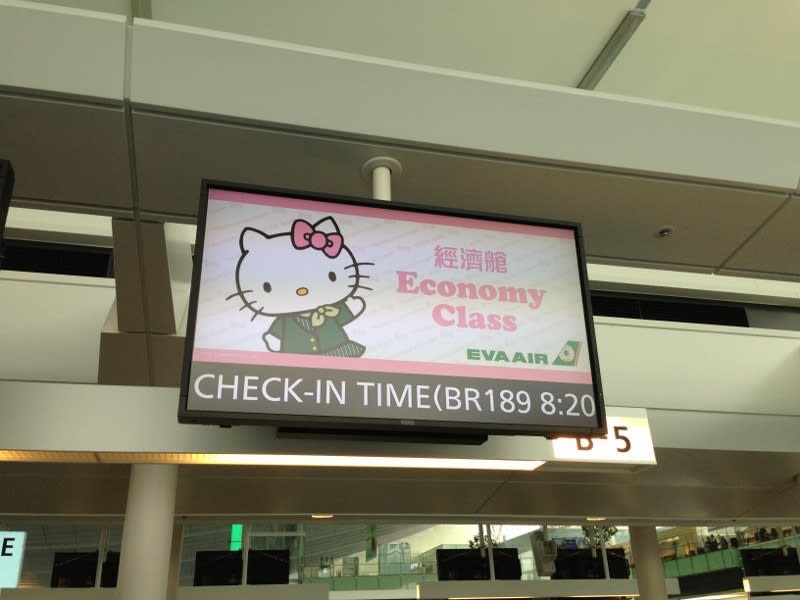 經濟艙
Economy
Class
EVA AIR
CHECK-IN TIME(BR189 8:20
B-5
E